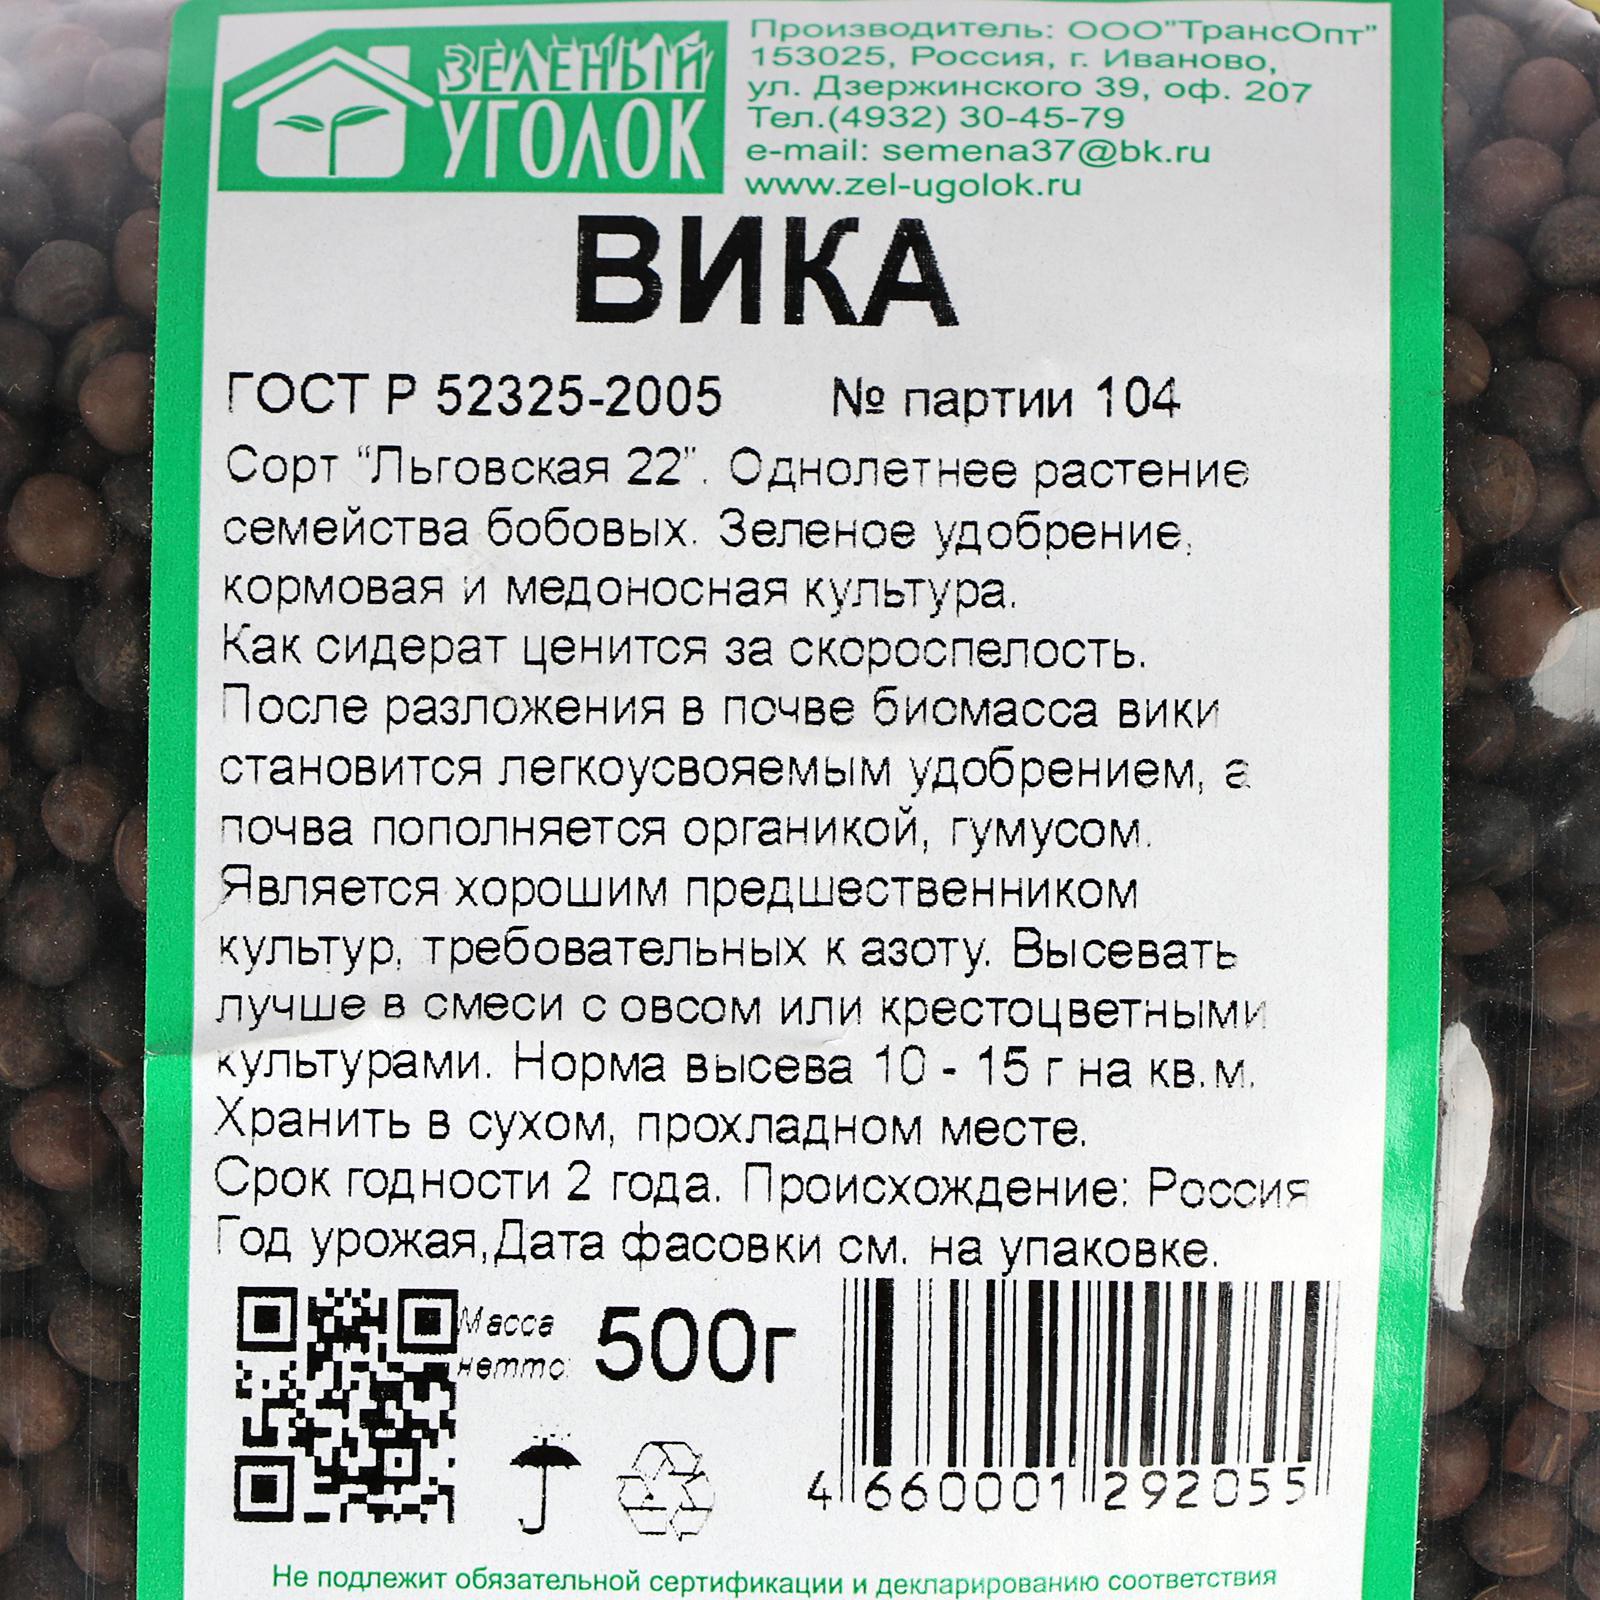 ЗЕЛЕНЫЙ
УГОЛОК
Производитель: ООО"ТрансОпт"
153025, Россия, г. Иваново,
ул. Дзержинского 39, оф. 207
Тел.(4932) 30-45-79
e-mail: semena37@bk.ru
www.zel-ugolok.ru
ВИКА
ГОСТ Р 52325-2005 № партии 104
Сорт "Льговская 22". Однолетнее растение
семейства бобовых. Зеленое удобрение,
кормовая и медоносная культура.
Как сидерат ценится за скороспелость.
После разложения в почве биомасса вики
становится легкоусвояемым удобрением, а
почва пополняется органикой, гумусом.
Является хорошим предшественником
культур, требовательных к азоту. Высевать
лучше в смеси с овсом или крестоцветными
культурами. Норма высева 10 - 15 г на кв.м.
Хранить в сухом, прохладном месте.
Срок годности 2 года. Происхождение: Россия
Год урожая,Дата фасовки см. на упаковке.
Масса
нетто: 500г
4 660001 292055
Не подлежит обязательной сертификации и декларированию соответствия